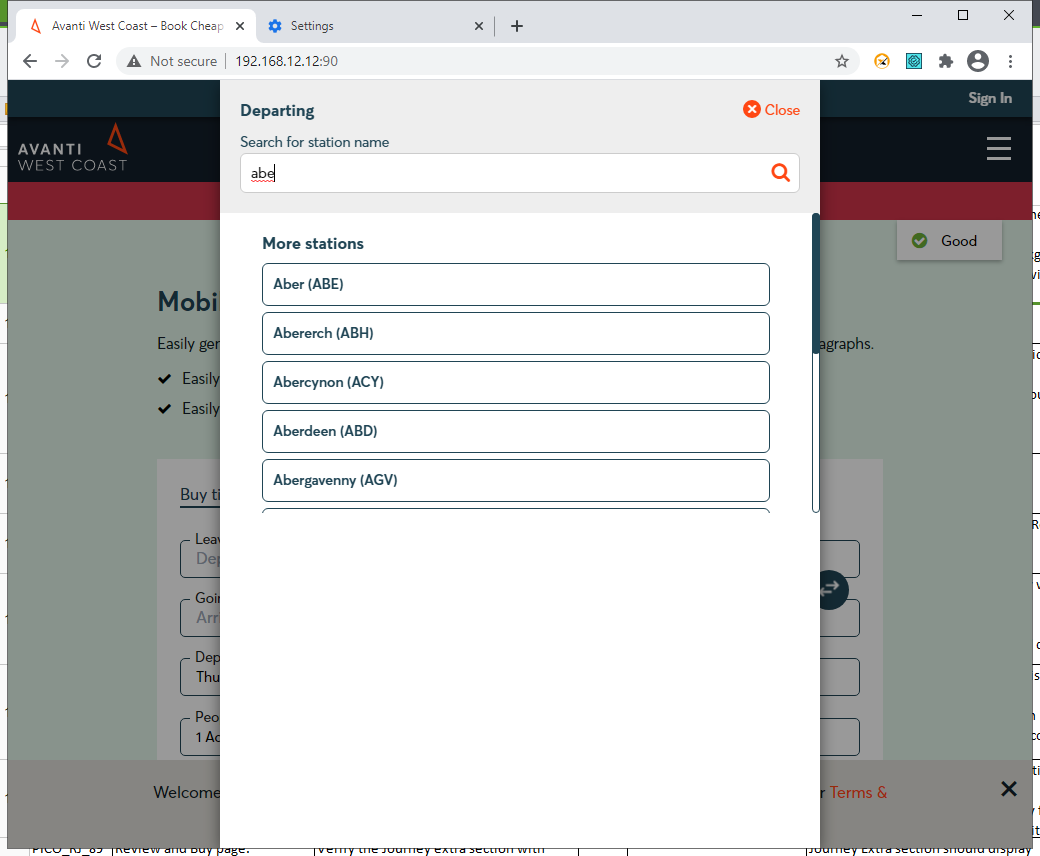 Avanti West Coast – Book Cheap
Settings
Not secure
192.168.12.12:90
Sign In
AVANTI
WEST COAST
Departing
Close
Search for station name
abe
More stations
Aber (ABE)
Abererch (ABH)
Abercynon (ACY)
Aberdeen (ABD)
Abergavenny (AGV)
Good
Mobi
Easily ger
agraphs.
Easily
Easily
Buy ti
Leav
Dep
Goin
Arri
Dep
Thu
Peo
1 Ad
Welcome
r Terms &
PICO_RJ_89
Review and Buy page.
Verify the Journey extra section with
Journey Extra section should display